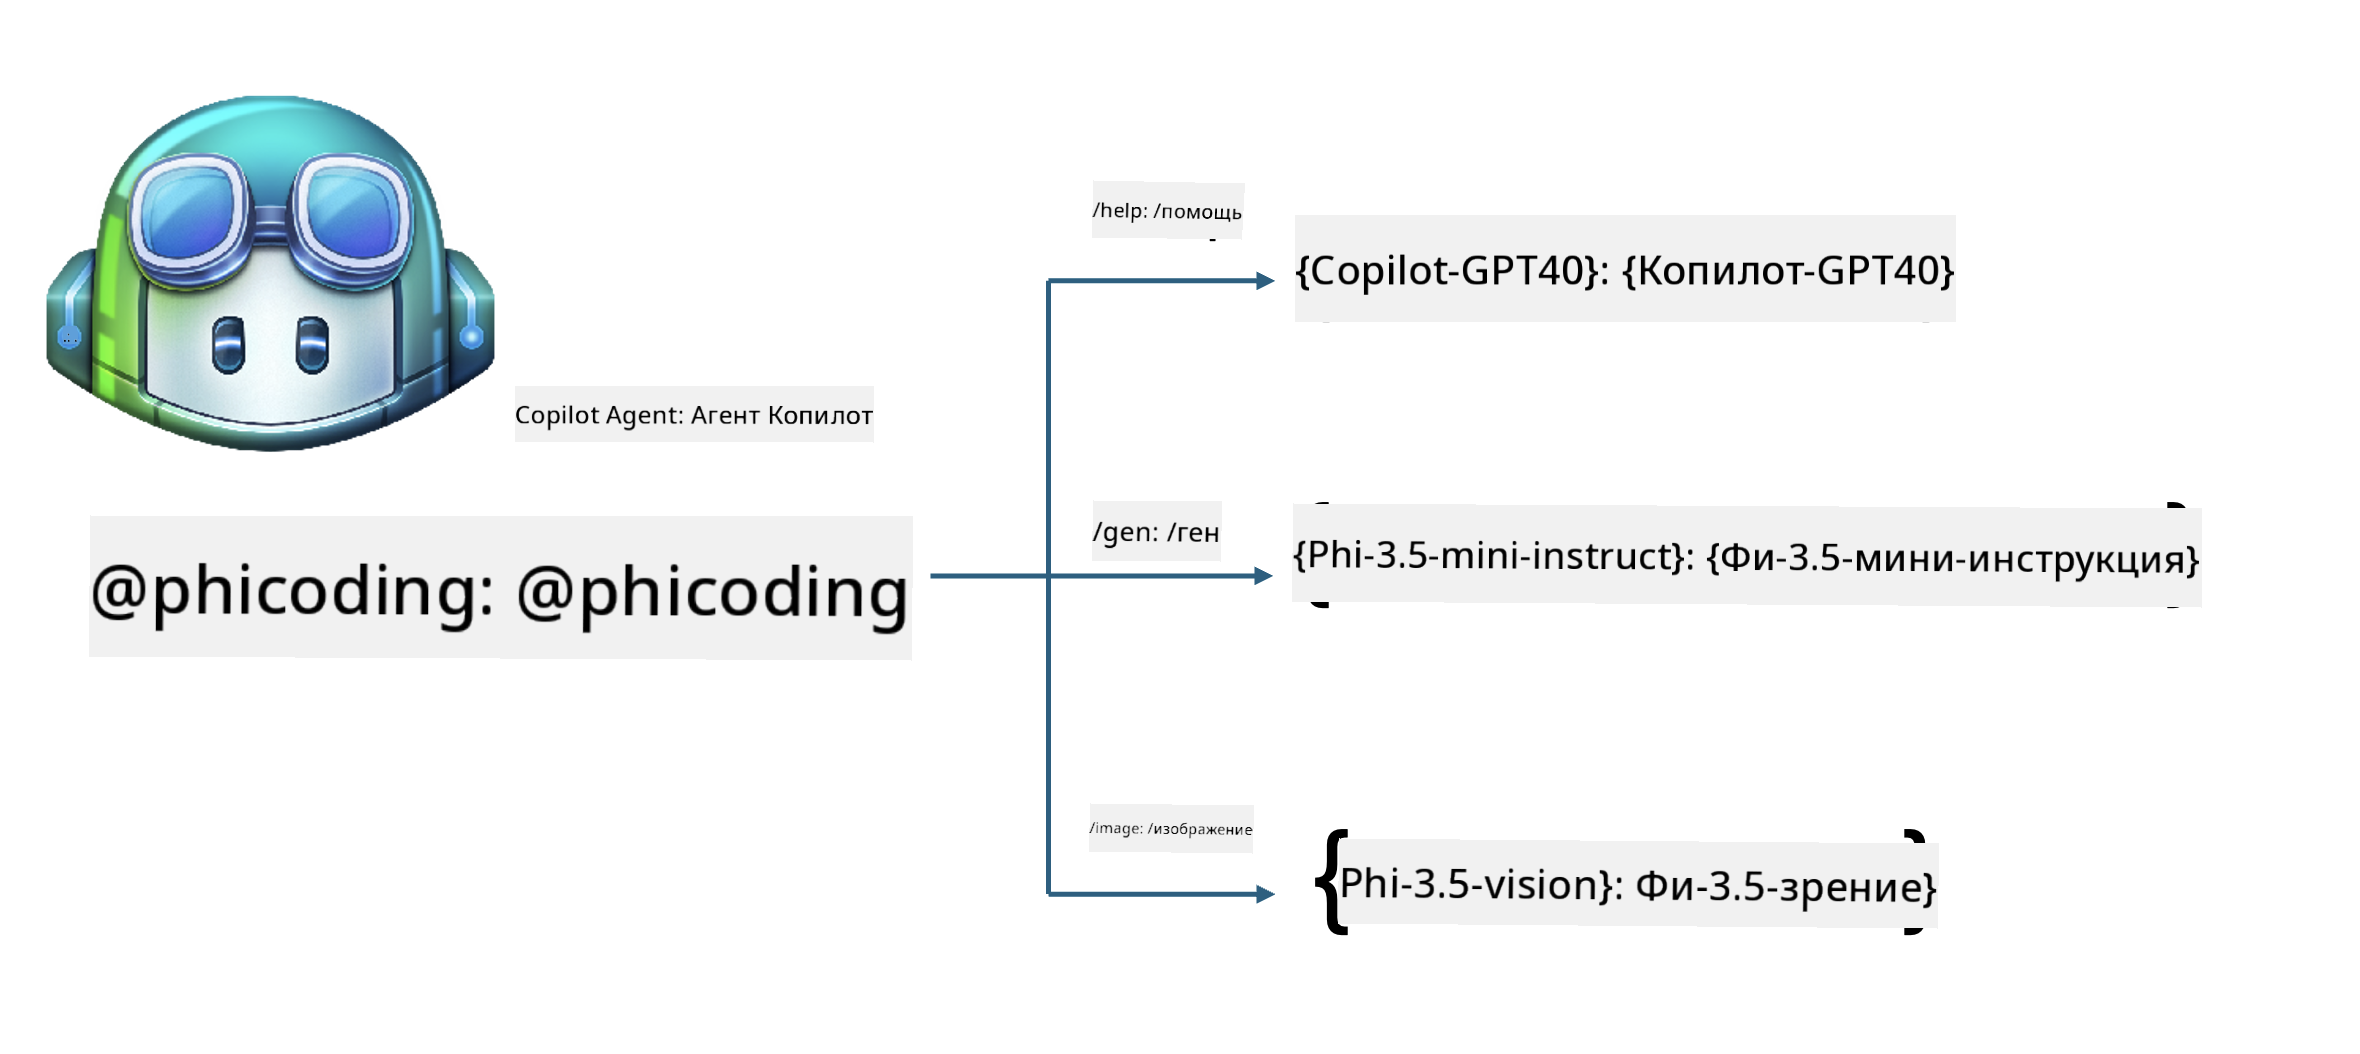 Copilot Agent: Агент Копилот
@phicoding: @phicoding
/help: /помощь
{Copilot-GPT40}: {Копилот-GPT40}
/gen: /ген
{Phi-3.5-mini-instruct}: {Фи-3.5-мини-инструкция}
/image: /изображение
{Phi-3.5-vision}: Фи-3.5-зрение}